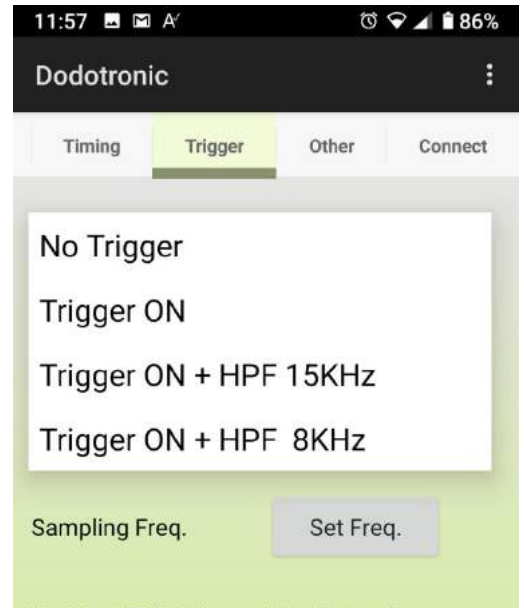 11:57 86%
Dodotronic
Timing Trigger Other Connect
No Trigger
Trigger ON
Trigger ON + HPF 15KHz
Trigger ON + HPF 8KHz
Sampling Freq. Set Freq.